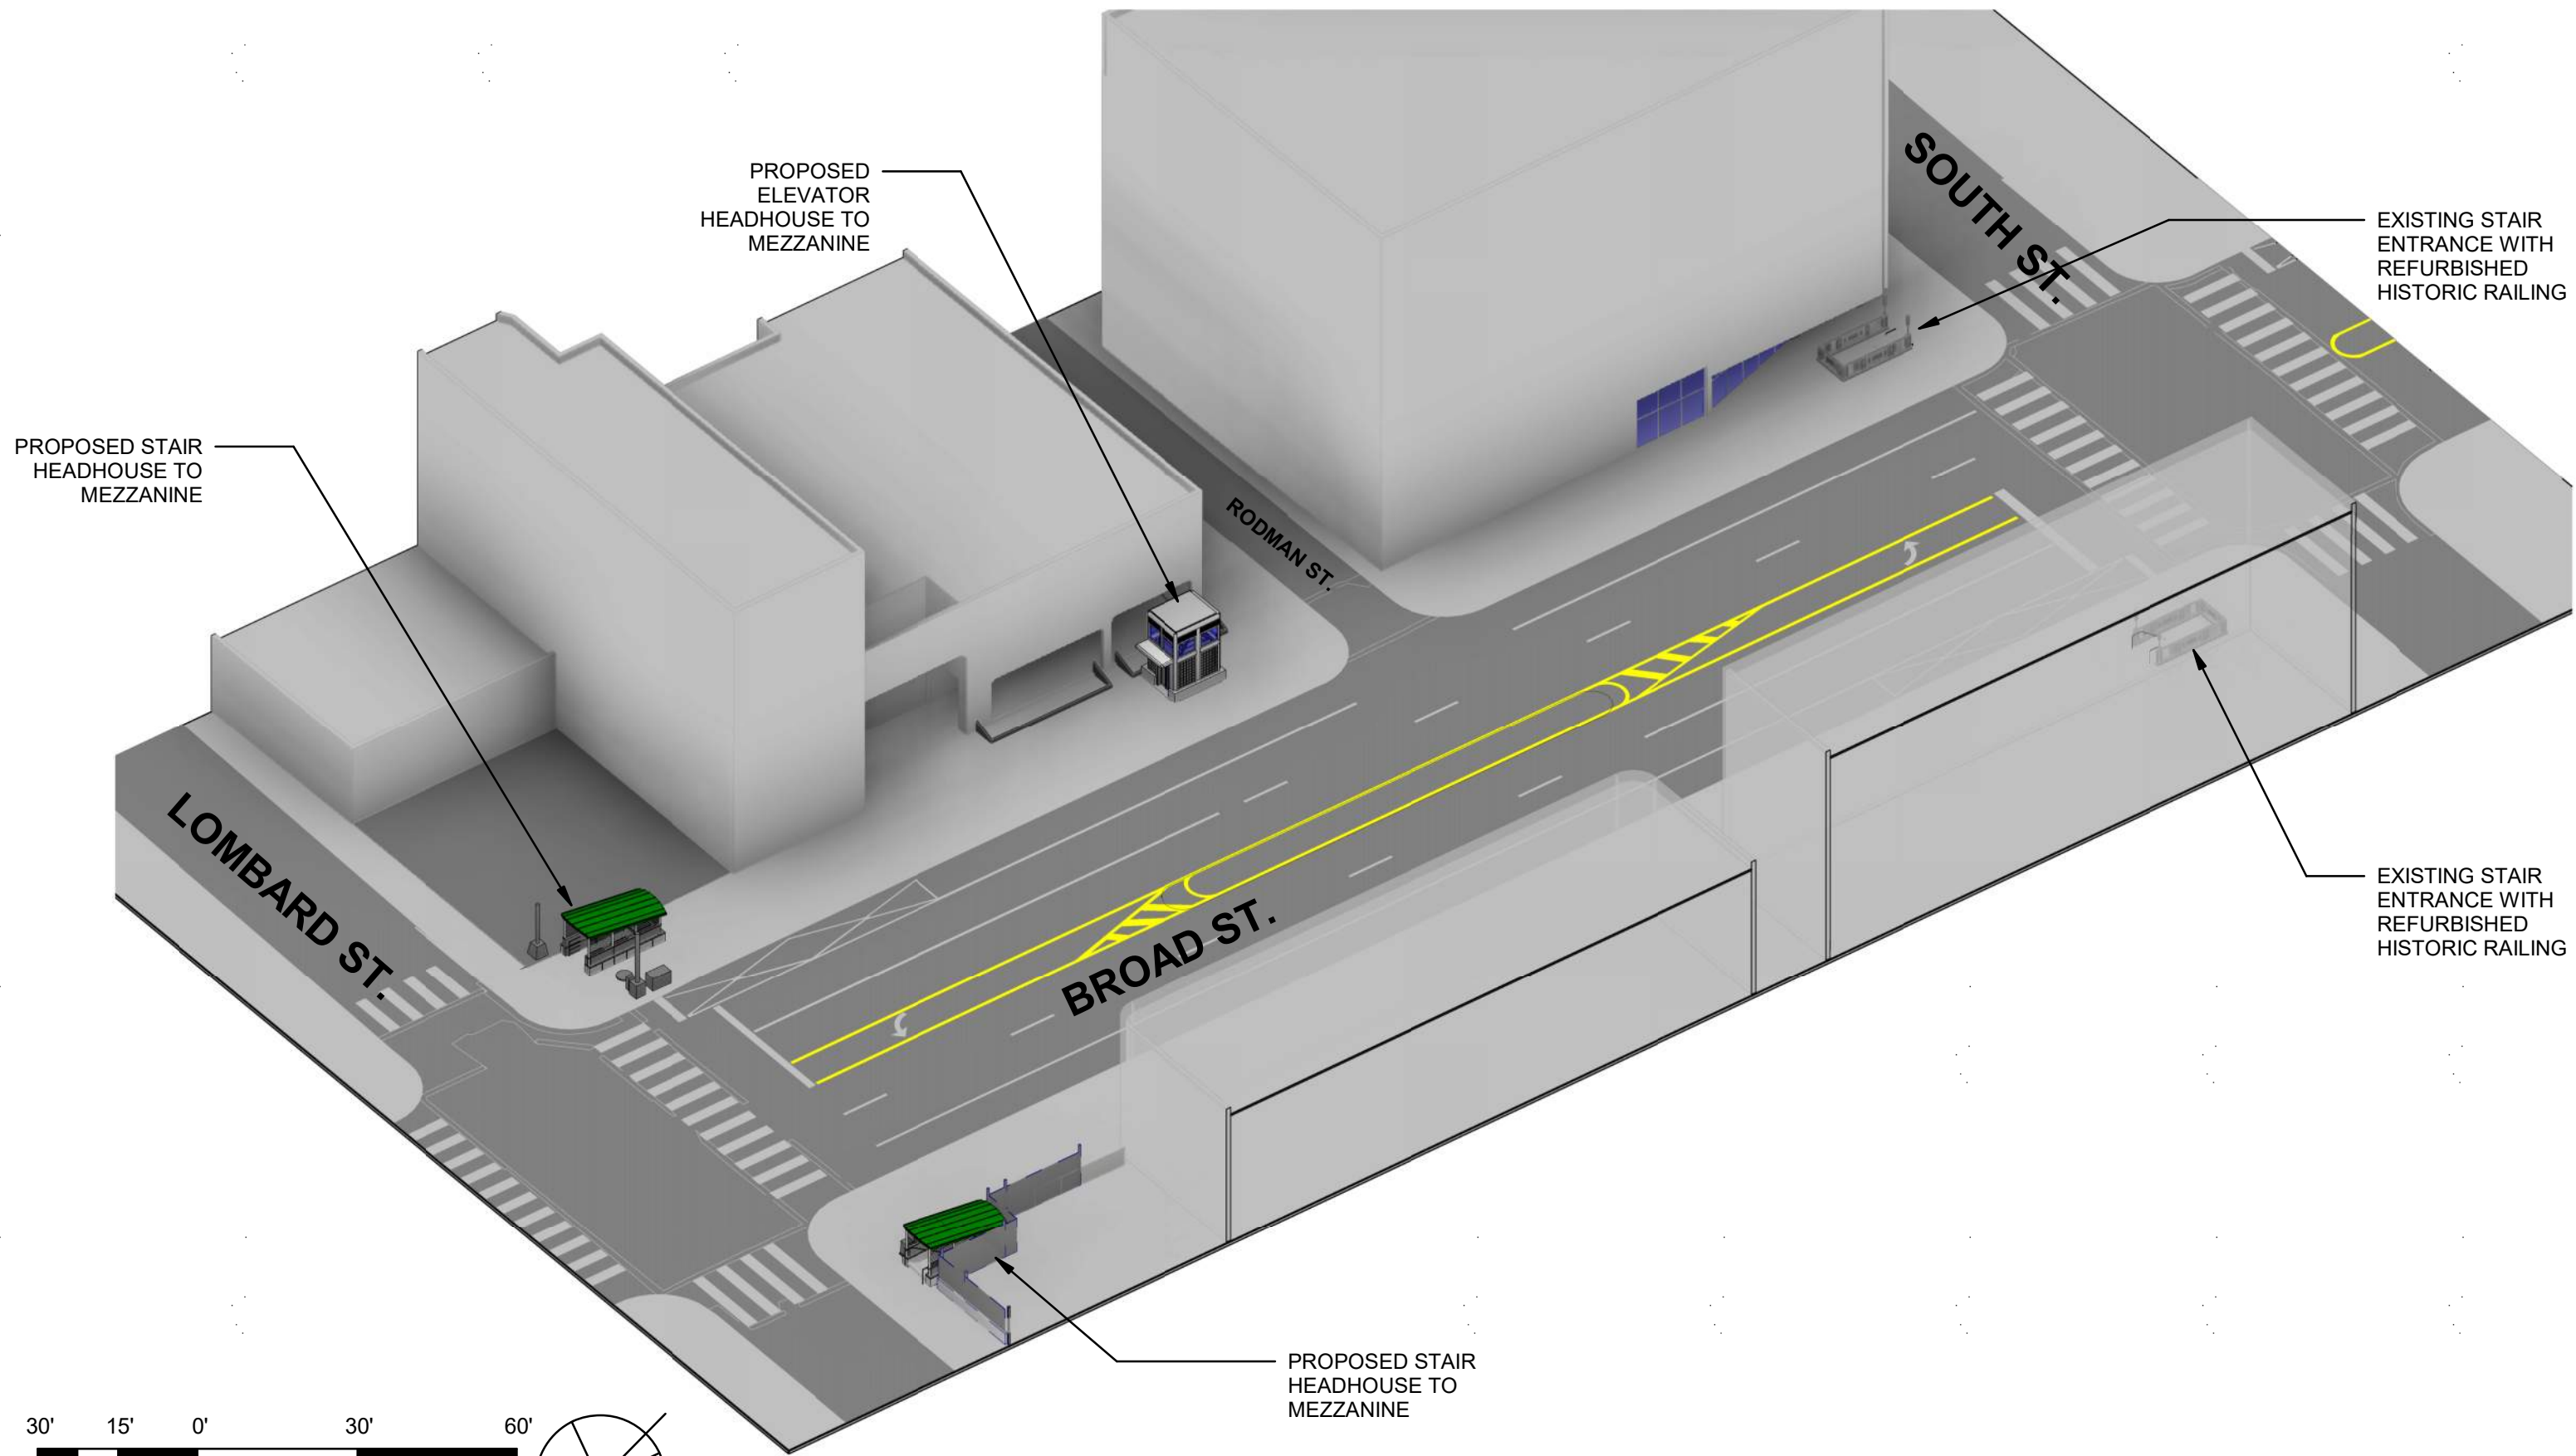 PROPOSED
ELEVATOR
HEADHOUSE TO
MEZZANINE
SOUTH ST.
EXISTING STAIR
ENTRANCE WITH
REFURBISHED
HISTORIC RAILING
PROPOSED STAIR
HEADHOUSE TO
MEZZANINE
RODMAN ST.
LOMBARD ST.
BROAD ST.
EXISTING STAIR
ENTRANCE WITH
REFURBISHED
HISTORIC RAILING
PROPOSED STAIR
HEADHOUSE TO
MEZZANINE
30' 15' 0' 30' 60'